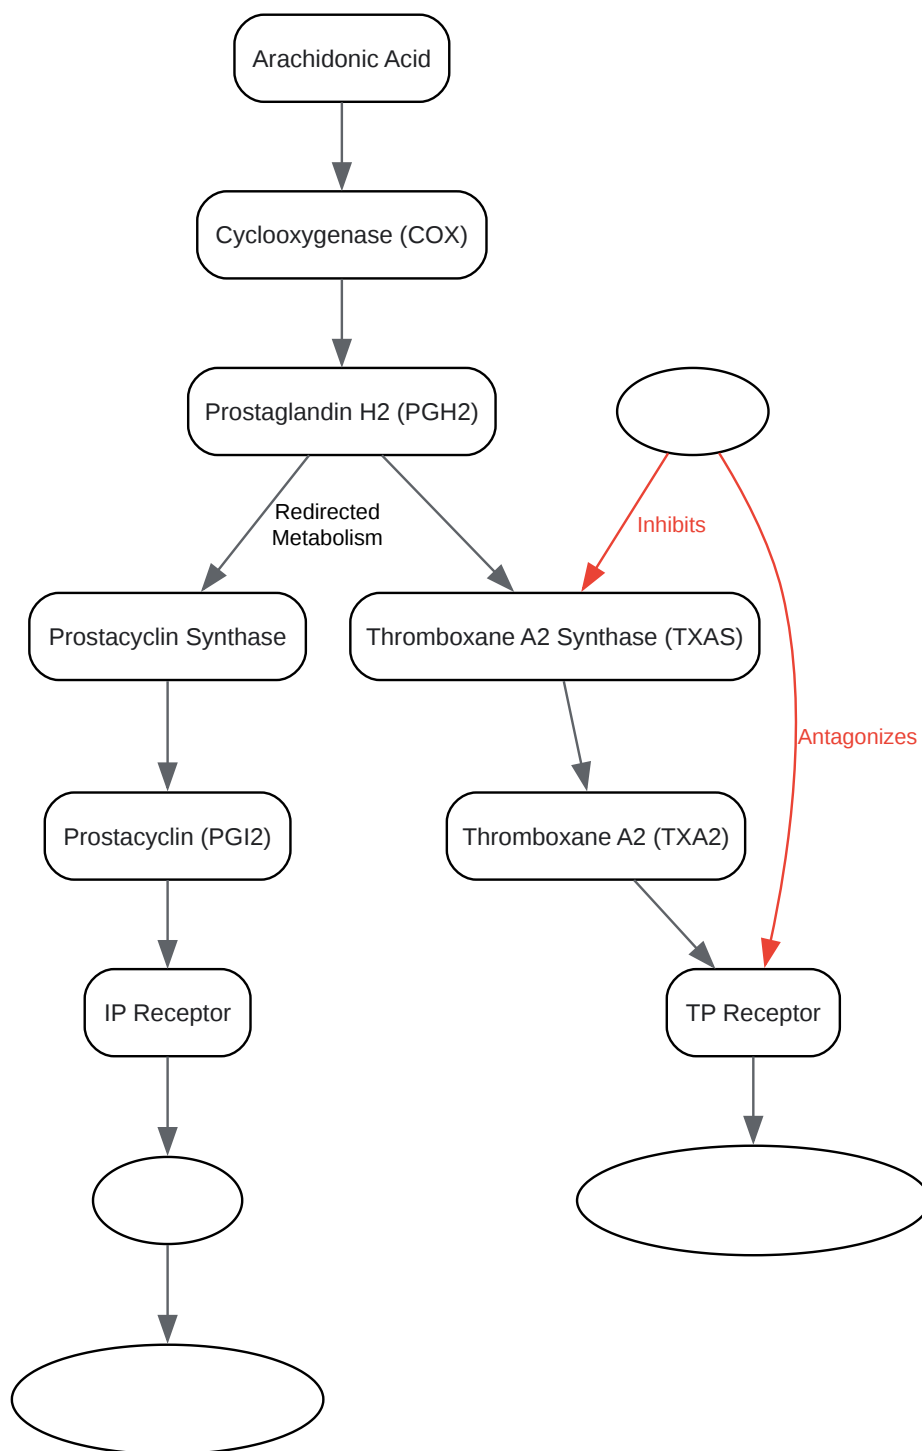 Arachidonic Acid
Cyclooxygenase (COX)
Prostaglandin H2 (PGH2)
Redirected
Metabolism
Inhibits
Prostacyclin Synthase
Thromboxane A2 Synthase (TXAS)
Antagonizes
Prostacyclin (PGI2)
Thromboxane A2 (TXA2)
IP Receptor
TP Receptor